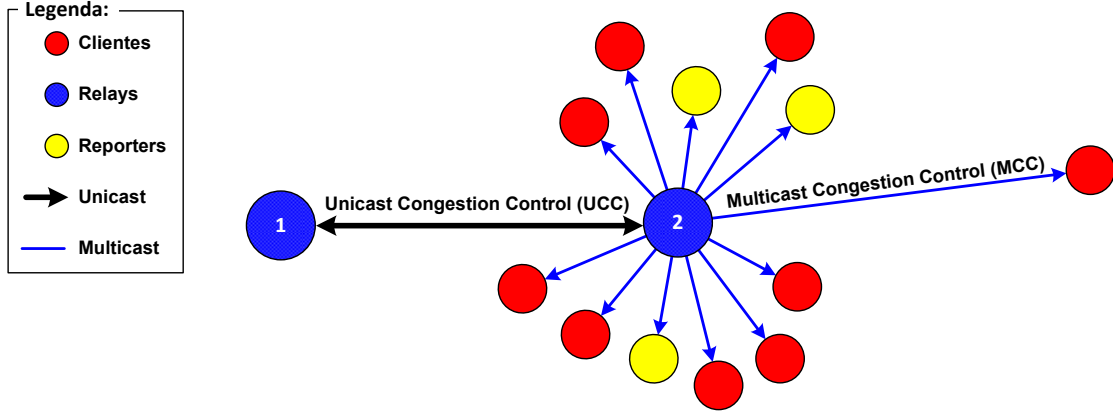 Legenda:
Clientes
Relays
Reporters
Unicast
Multicast
1
Unicast Congestion Control (UCC)
2
Multicast Congestion Control (MCC)